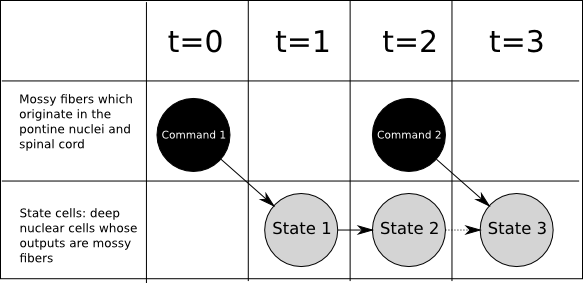 t=0 t=1 t=2 t=3
Mossy fibers which
originate in the
pontine nuclei and
spinal cord
Command 1
Command 2
State cells: deep
nuclear cells whose
outputs are mossy
fibers
State 1
State 2
State 3